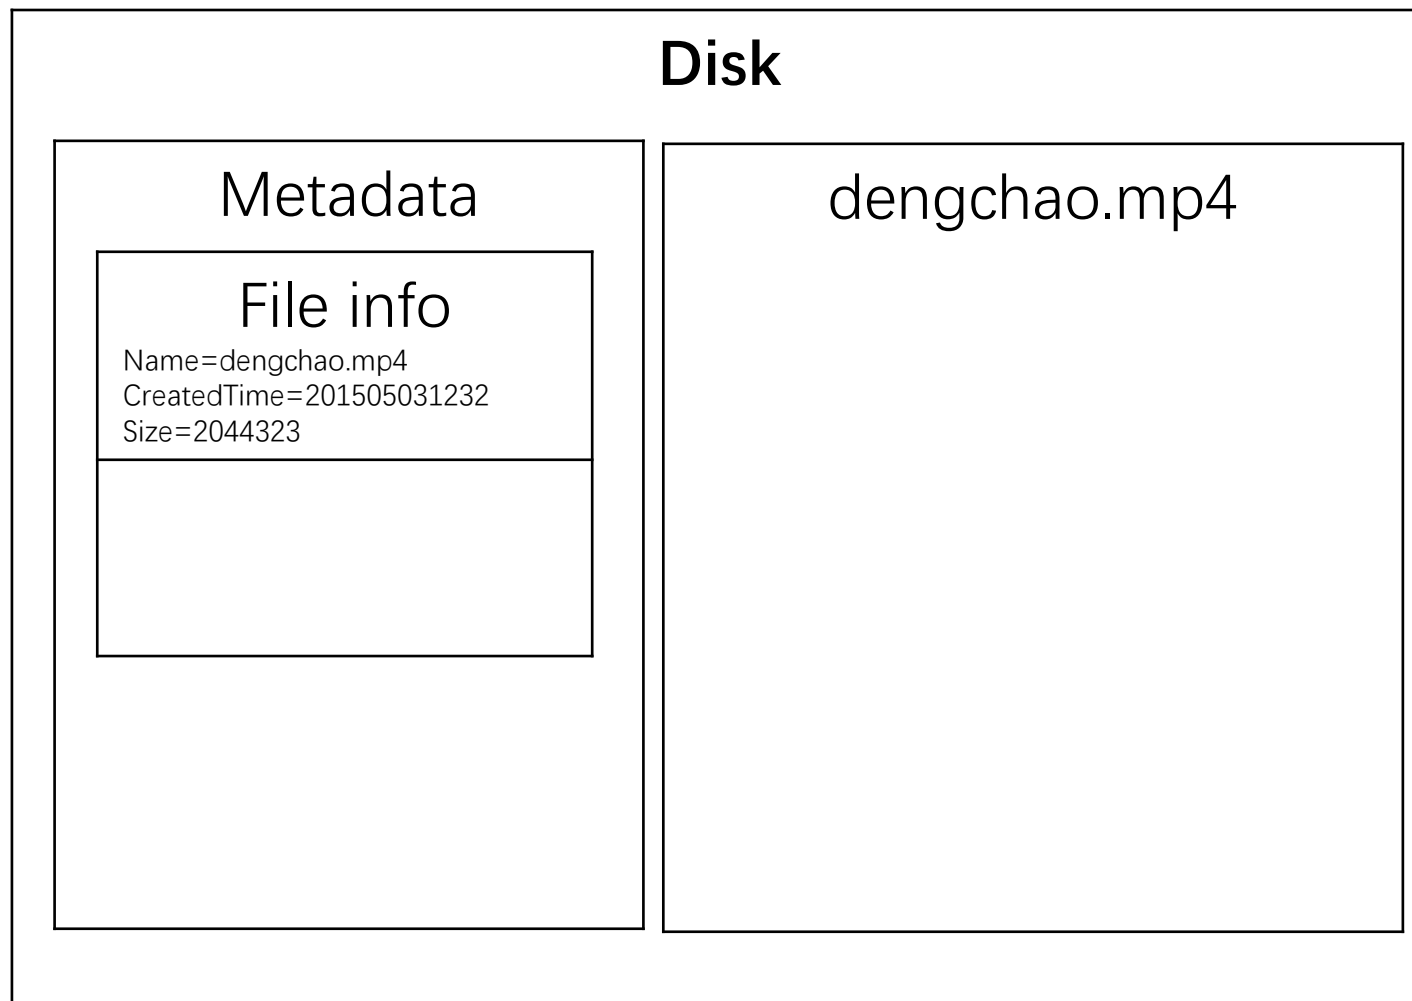 Disk
Metadata
File info
Name=dengchao.mp4
CreatedTime=201505031232
Size=2044323
dengchao.mp4